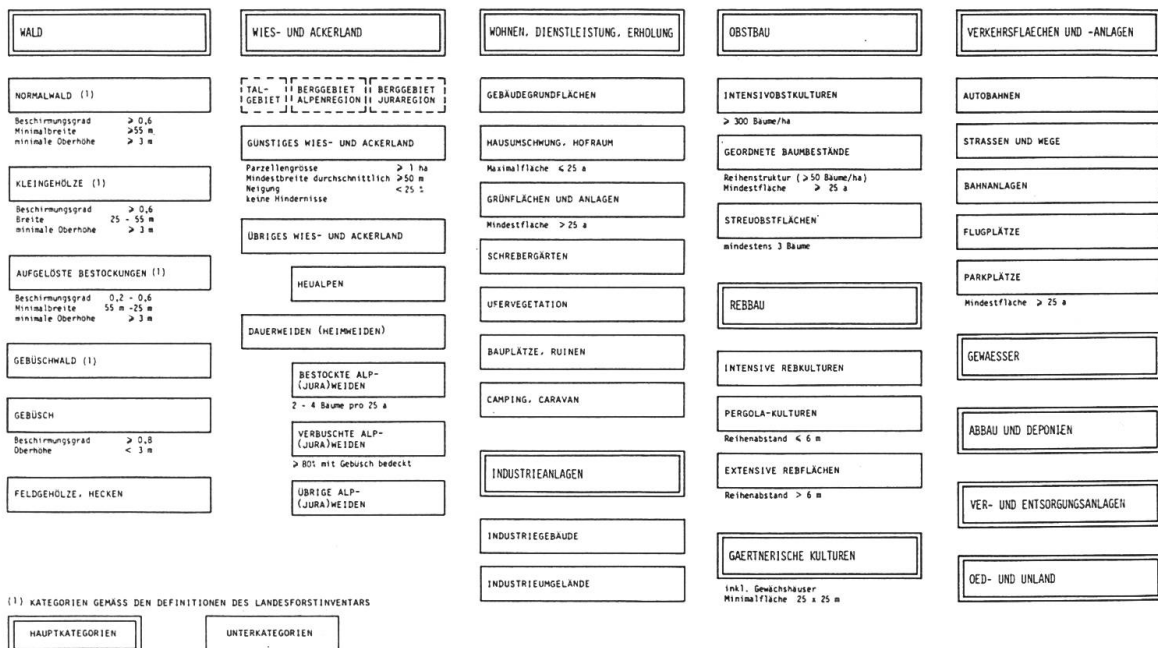 WALD
NORMALWALD (1)
Beschirmungsgrad ⩾ 0,6
Minimalbreite ⩾55 m
minimale Oberhöhe ⩾ 3 m
KLEINGEHÖLZE (1)
Beschirmungsgrad ⩾ 0,6
Breite 25 - 55 m
minimale Oberhöhe ⩾ 3 m
AUFGELÖSTE BESTOCKUNGEN (1)
Beschirmungsgrad 0,2 - 0,6
Minimalbreite 55 m -25 m
minimale Oberhöhe ⩾ 3 m
GEBÜSCHWALD (1)
GEBÜSCH
Beschirmungsgrad ⩾ 0,8
Oberhöhe < 3 m
FELDGEHÖLZE, HECKEN
WIES- UND ACKERLAND
TAL-
GEBIET
BERGGEBIET
ALPENREGION
BERGGEBIET
JURAREGION
GÜNSTIGES WIES- UND ACKERLAND
Parzellengrösse ⩾ 1 ha
Mindestbreite durchschnittlich ⩾50 m
Neigung <25 %
keine Hindernisse
ÜBRIGES WIES- UND ACKERLAND
HEUALPEN
DAUERWEIDEN (HEIMWEIDEN)
BESTOCKTE ALP-
(JURA)WEIDEN
2 - 4 Bäume pro 25 a
VERBUSCHTE ALP-
(JURA)WEIDEN
⩾ 80% mit Gebüsch bedeckt
ÜBRIGE ALP-
(JURA)WEIDEN
WOHNEN, DIENSTLEISTUNG, ERHOLUNG
GEBÄUDEGRUNDFLÄCHEN
HAUSUMSCHWUNG, HOFRAUM
Maximalfläche ⩽ 25 a
GRÜNFLÄCHEN UND ANLAGEN
Mindestfläche > 25 a
SCHREBERGÄRTEN
UFERVEGETATION
BAUPLÄTZE, RUINEN
CAMPING, CARAVAN
INDUSTRIEANLAGEN
INDUSTRIEGEBÄUDE
INDUSTRIEUMGELÄNDE
OBSTBAU
INTENSIVOBSTKULTUREN
⩾ 300 Bäume/ha
GEORDNETE BAUMBESTÄNDE
Reihenstruktur (⩾50 Bäume/ha)
Mindestfläche ⩾ 25 a
STREUOBSTFLÄCHEN
mindestens 3 Bäume
REBBAU
INTENSIVE REBKULTUREN
PERGOLA-KULTUREN
Reihenabstand ⩽ 6 m
EXTENSIVE REBFLÄCHEN
Reihenabstand > 6 m
GAERTNERISCHE KULTUREN
inkl. Gewächshäuser
Minimalfläche 25 x 25 m
VERKEHRSFLAECHEN UND -ANLAGEN
AUTOBAHNEN
STRASSEN UND WEGE
BAHNANLAGEN
FLUGPLÄTZE
PARKPLÄTZE
Mindestfläche ⩾ 25 a
GEWAESSER
ABBAU UND DEPONIEN
VER- UND ENTSORGUNGSANLAGEN
OED- UND UNLAND
(1) KATEGORIEN GEMÄSS DEN DEFINITIONEN DES LANDESFORSTINVENTARS
HAUPTKATEGORIEN
UNTERKATEGORIEN